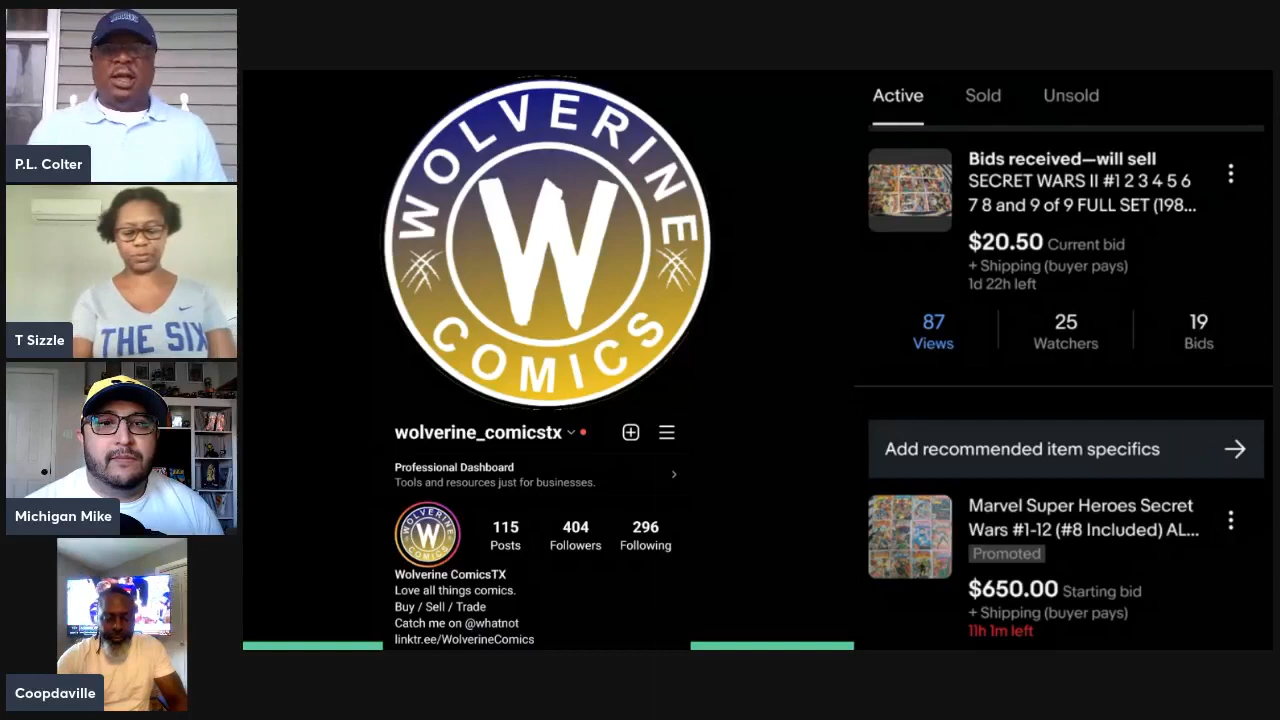 P.L. Colter
T Sizzle
THE SIX
Michigan Mike
Coopdaville
WOLVERINE
W
COMICS
wolverine_comicstx
Professional Dashboard
Tools and resources just for businesses.
WOLVERINE
W
COMICS
115
Posts
404
Followers
296
Following
Wolverine ComicsTX
Love all things comics.
Buy / Sell / Trade
Catch me on @whatnot
linktr.ee/WolverineComics
Active
Sold
Unsold
Bids received—will sell
SECRET WARS II #1 2 3 4 5 6
7 8 and 9 of 9 FULL SET (198...
$20.50 Current bid
+ Shipping (buyer pays)
1d 22h left
87
Views
25
Watchers
19
Bids
Add recommended item specifics
Marvel Super Heroes Secret
Wars #1-12 (#8 Included) AL...
Promoted
$650.00 Starting bid
+ Shipping (buyer pays)
11h 1m left